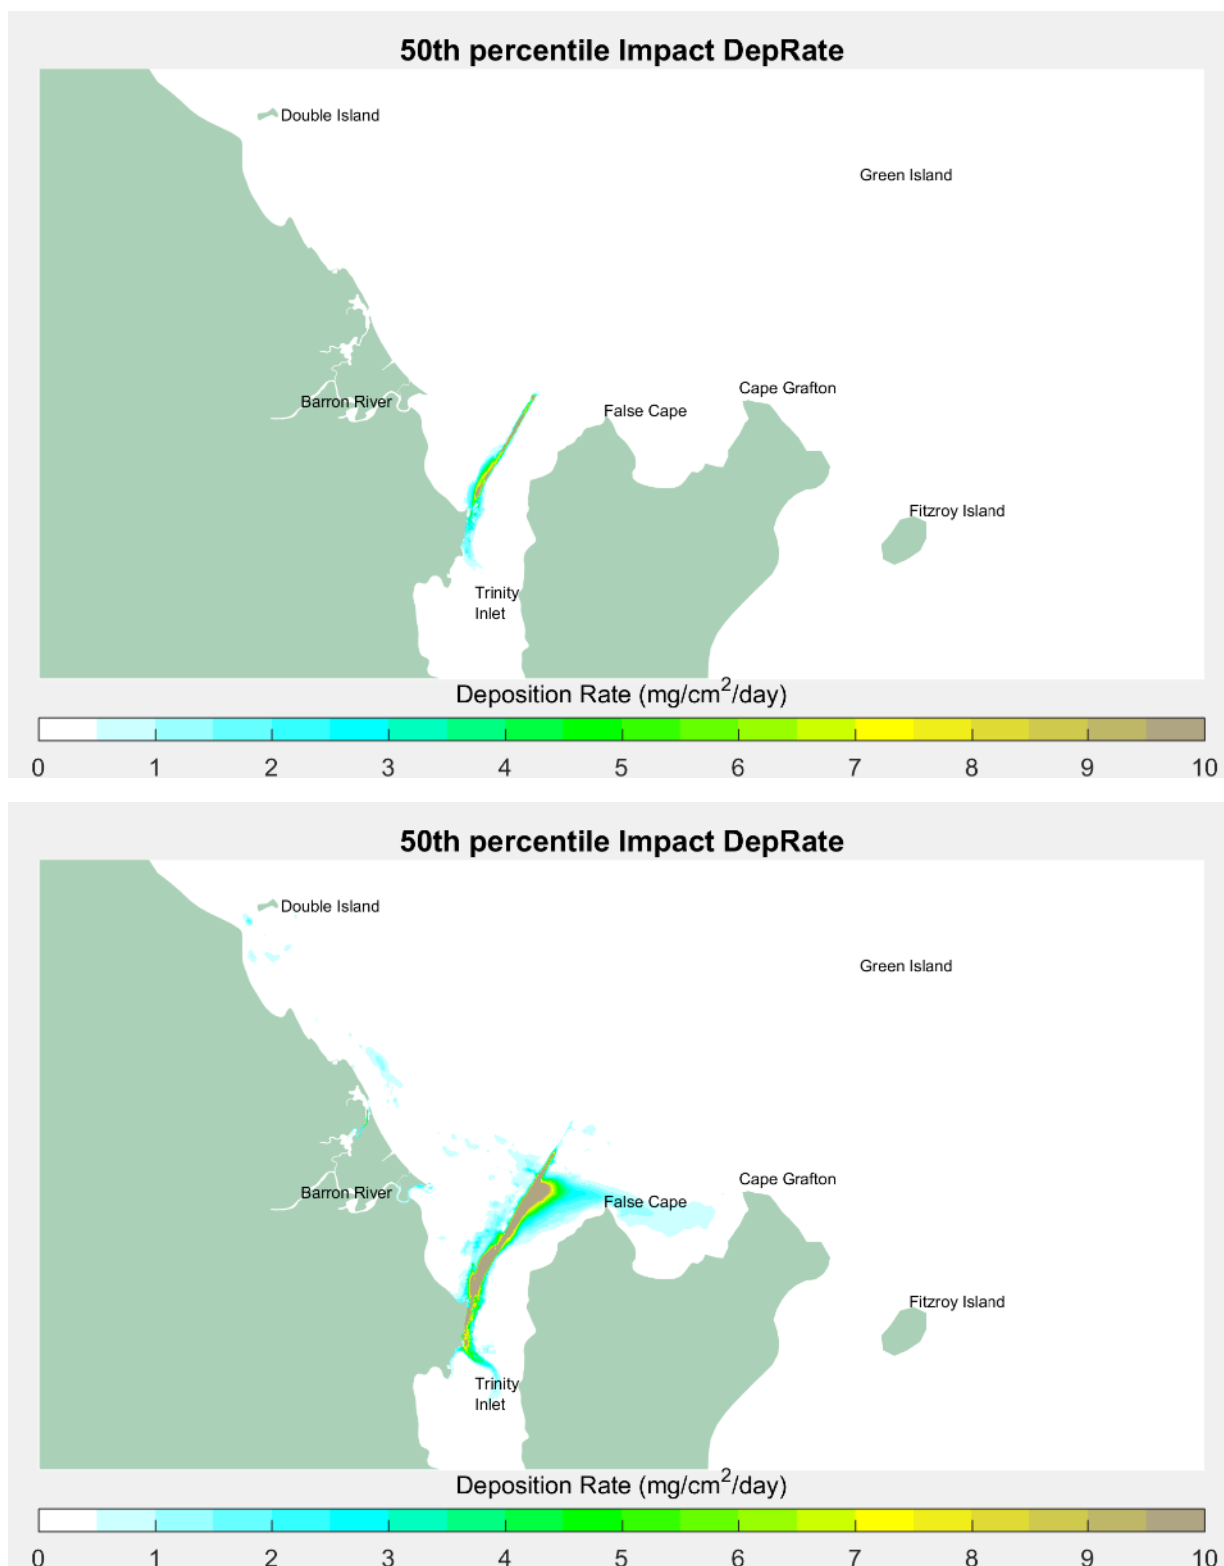 50th percentile Impact DepRate
Double Island
Green Island
Cape Grafton
Barron River
False Cape
Fitzroy Island
Trinity
Inlet
Deposition Rate (mg/cm²/day)
0 1 2 3 4 5 6 7 8 9 10
50th percentile Impact DepRate
Double Island
Green Island
Cape Grafton
Barron River
False Cape
Fitzroy Island
Trinity
Inlet
Deposition Rate (mg/cm²/day)
0 1 2 3 4 5 6 7 8 9 10